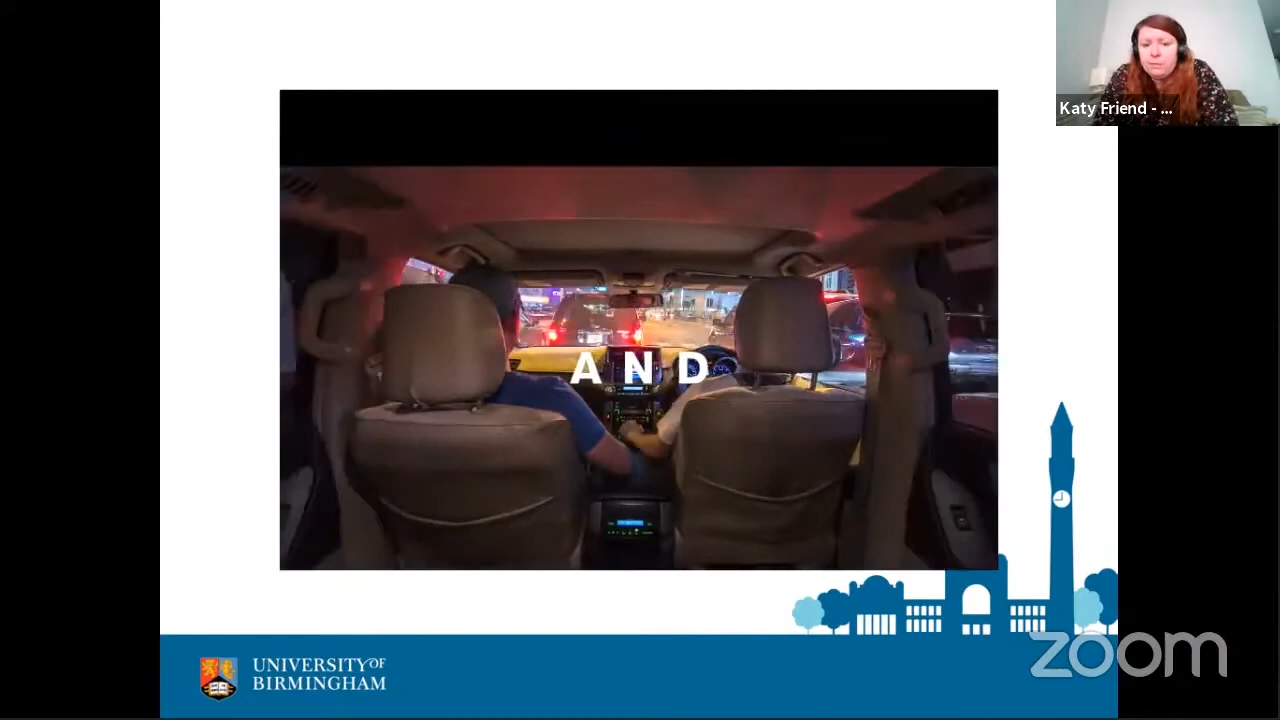 Katy Friend - ...
AND
UNIVERSITY OF
BIRMINGHAM
zoom